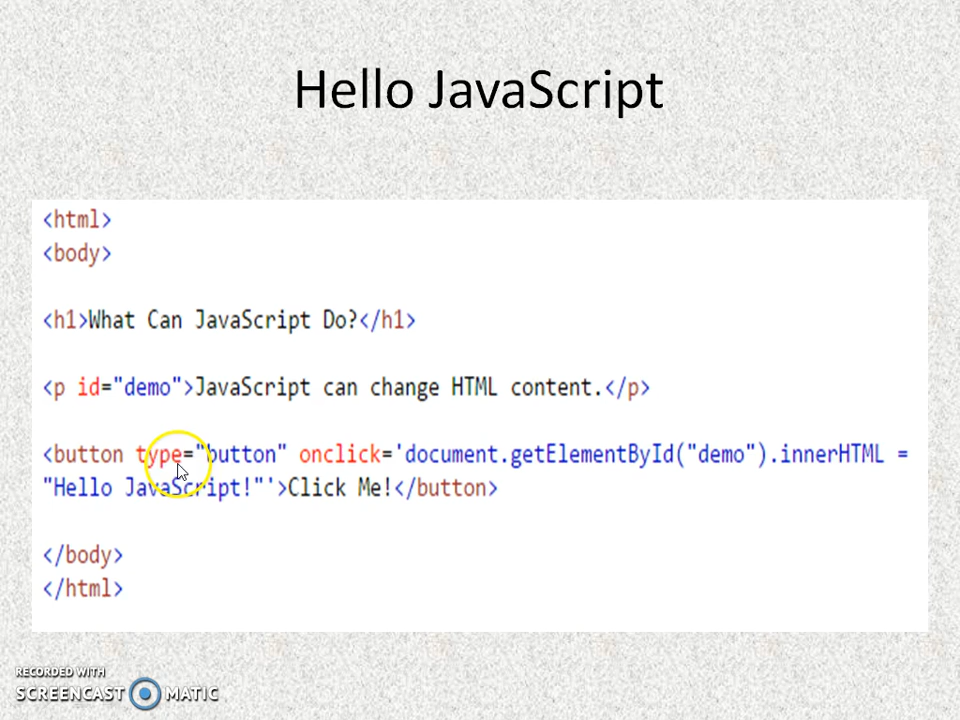 Hello JavaScript
<html>
<body>
<h1>What Can JavaScript Do?</h1>
<p id="demo">JavaScript can change HTML content.</p>
<button type="button" onclick='document.getElementById("demo").innerHTML =
"Hello JavaScript!"'>Click Me!</button>
</body>
</html>
RECORDED WITH
SCREENCAST MATIC